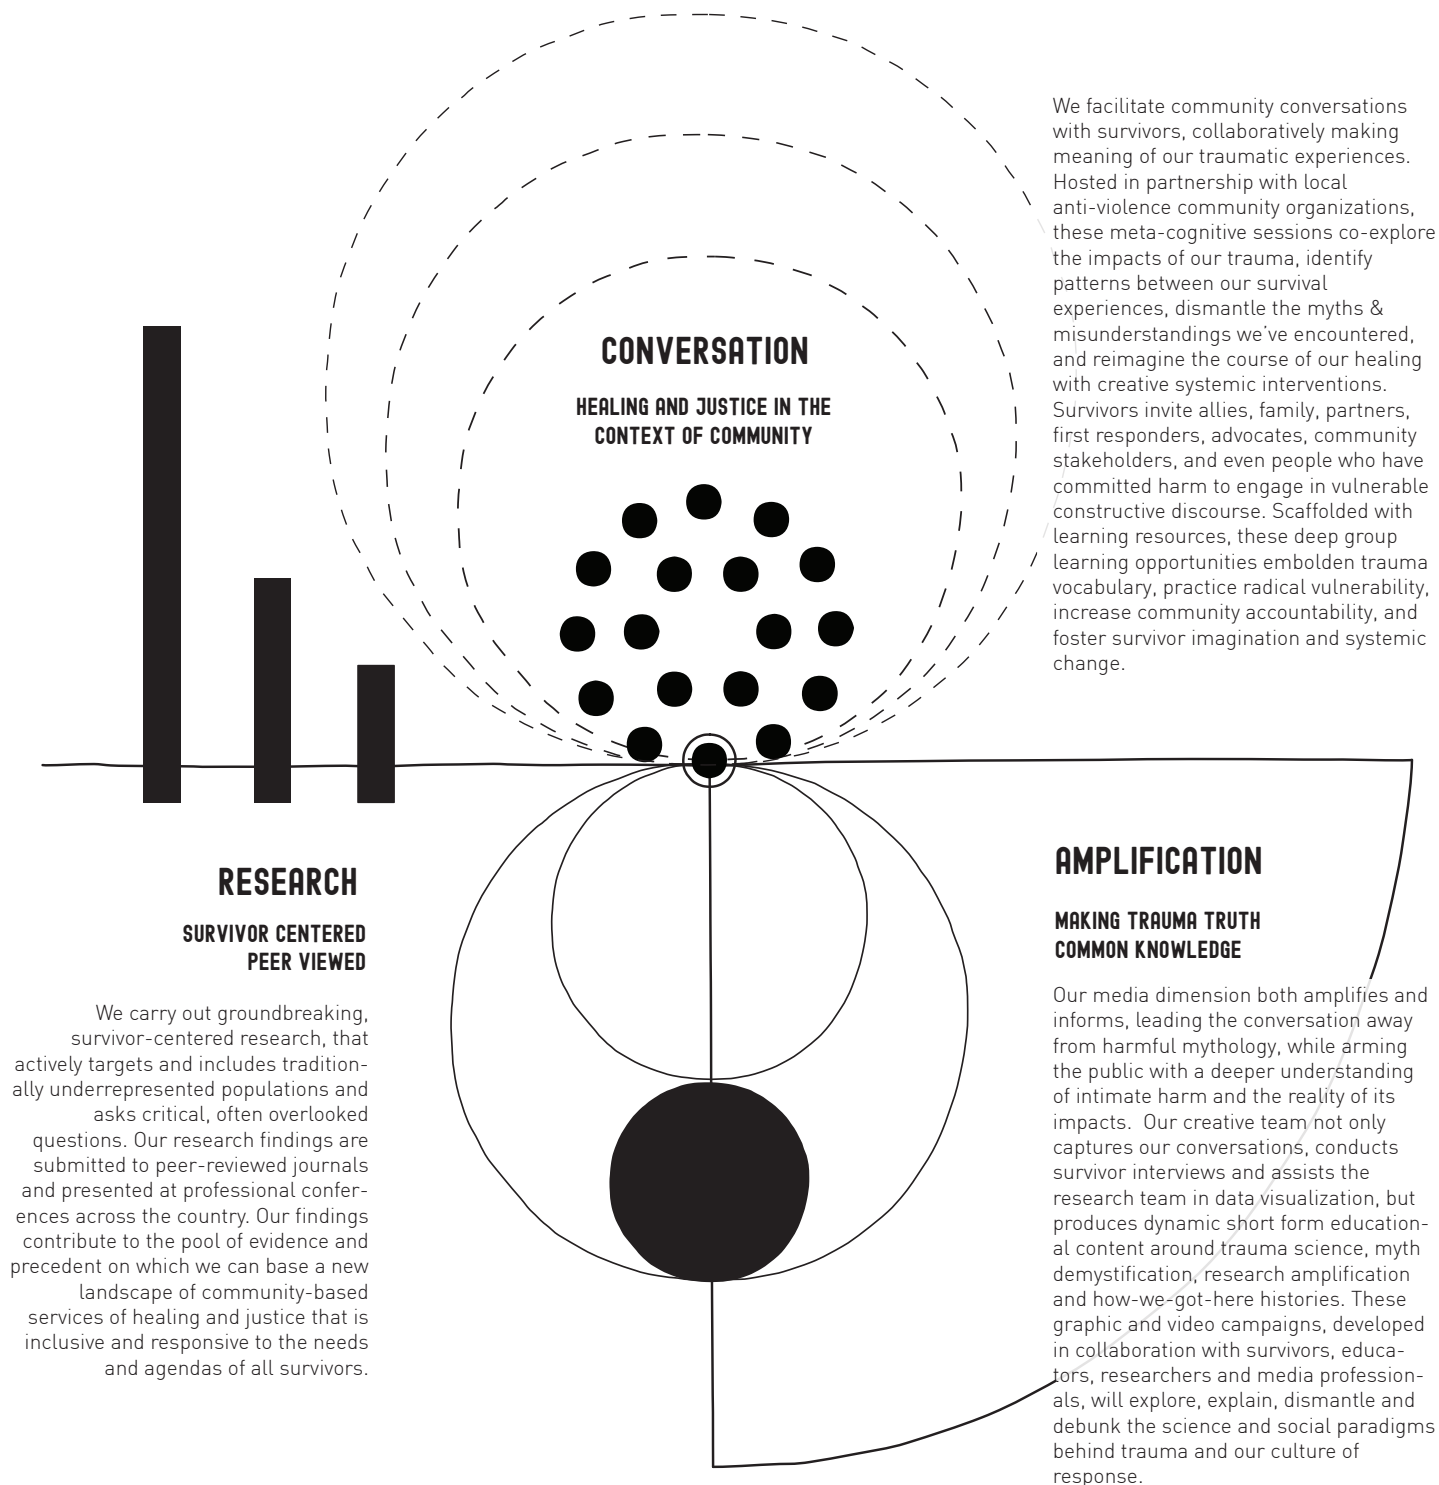 CONVERSATION
HEALING AND JUSTICE IN THE
CONTEXT OF COMMUNITY
We facilitate community conversations
with survivors, collaboratively making
meaning of our traumatic experiences.
Hosted in partnership with local
anti-violence community organizations,
these meta-cognitive sessions co-explore
the impacts of our trauma, identify
patterns between our survival
experiences, dismantle the myths &
misunderstandings we've encountered,
and reimagine the course of our healing
with creative systemic interventions.
Survivors invite allies, family, partners,
first responders, advocates, community
stakeholders, and even people who have
committed harm to engage in vulnerable
constructive discourse. Scaffolded with
learning resources, these deep group
learning opportunities embolden trauma
vocabulary, practice radical vulnerability,
increase community accountability, and
foster survivor imagination and systemic
change.
RESEARCH
SURVIVOR CENTERED
PEER VIEWED
We carry out groundbreaking,
survivor-centered research, that
actively targets and includes tradition-
ally underrepresented populations and
asks critical, often overlooked
questions. Our research findings are
submitted to peer-reviewed journals
and presented at professional confer-
ences across the country. Our findings
contribute to the pool of evidence and
precedent on which we can base a new
landscape of community-based
services of healing and justice that is
inclusive and responsive to the needs
and agendas of all survivors.
AMPLIFICATION
MAKING TRAUMA TRUTH
COMMON KNOWLEDGE
Our media dimension both amplifies and
informs, leading the conversation away
from harmful mythology, while arming
the public with a deeper understanding
of intimate harm and the reality of its
impacts.  Our creative team not only
captures our conversations, conducts
survivor interviews and assists the
research team in data visualization, but
produces dynamic short form education-
al content around trauma science, myth
demystification, research amplification
and how-we-got-here histories. These
graphic and video campaigns, developed
in collaboration with survivors, educa-
tors, researchers and media profession-
als, will explore, explain, dismantle and
debunk the science and social paradigms
behind trauma and our culture of
response.